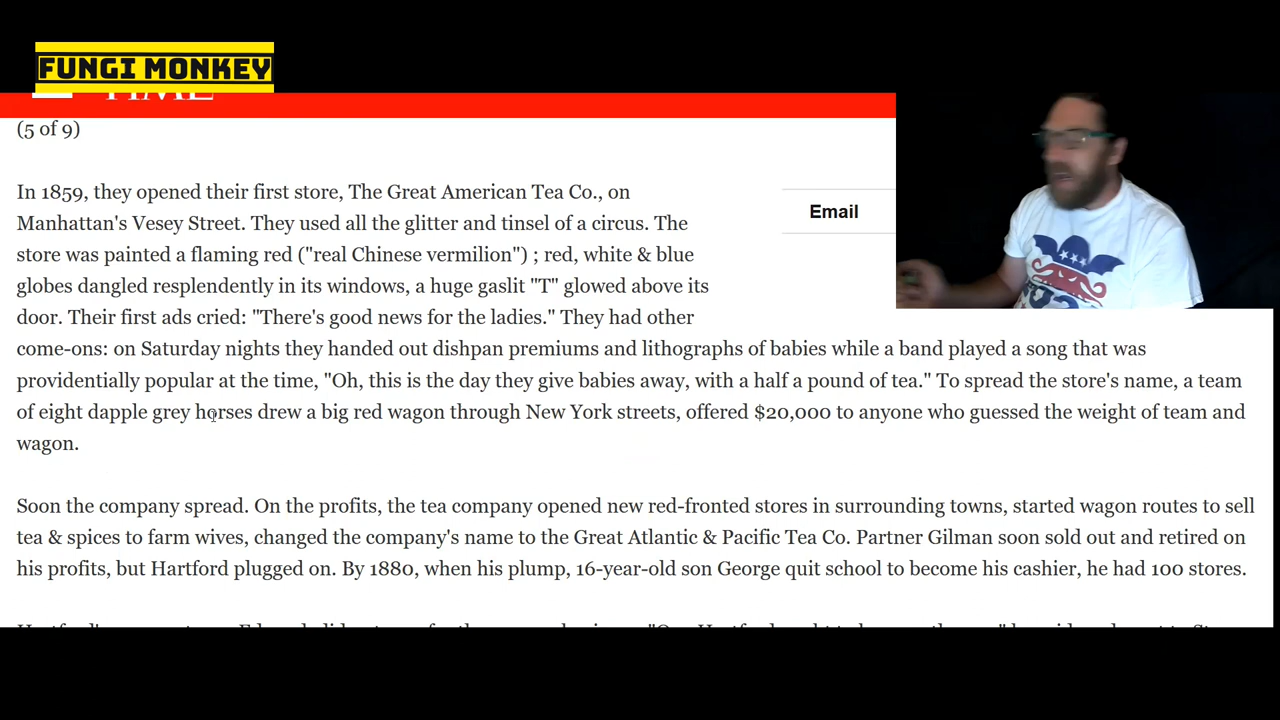 FUNGI MONKEY
TIME
(5 of 9)
In 1859, they opened their first store, The Great American Tea Co., on
Manhattan's Vesey Street. They used all the glitter and tinsel of a circus. The
store was painted a flaming red ("real Chinese vermilion") ; red, white & blue
globes dangled resplendently in its windows, a huge gaslit "T" glowed above its
door. Their first ads cried: "There's good news for the ladies." They had other
come-ons: on Saturday nights they handed out dishpan premiums and lithographs of babies while a band played a song that was
providentially popular at the time, "Oh, this is the day they give babies away, with a half a pound of tea." To spread the store's name, a team
of eight dapple grey horses drew a big red wagon through New York streets, offered $20,000 to anyone who guessed the weight of team and
wagon.
Email
Soon the company spread. On the profits, the tea company opened new red-fronted stores in surrounding towns, started wagon routes to sell
tea & spices to farm wives, changed the company's name to the Great Atlantic & Pacific Tea Co. Partner Gilman soon sold out and retired on
his profits, but Hartford plugged on. By 1880, when his plump, 16-year-old son George quit school to become his cashier, he had 100 stores.